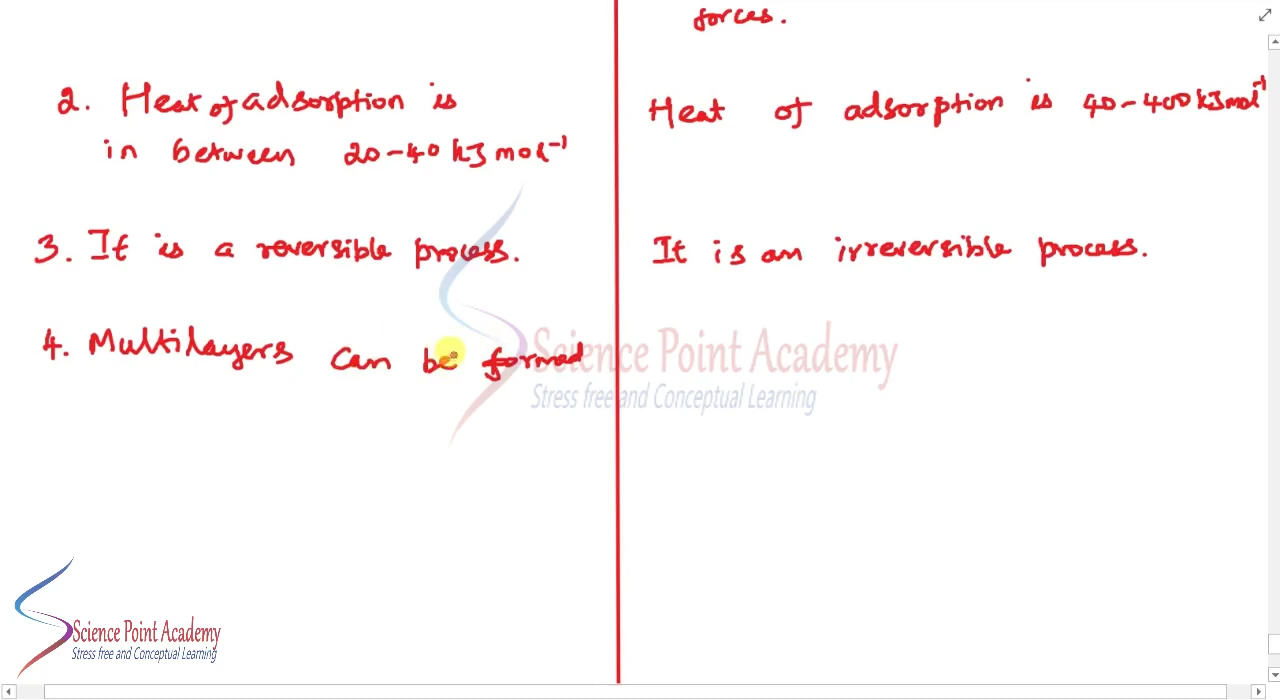 forces.
2. Heat of adsorption is
in between 20-40 kJ mol⁻¹
Heat of adsorption is 40-400 kJ mol⁻¹
3. It is a reversible process.
It is an irreversible process.
4. Multilayers can be formed
Science Point Academy
Stress free and Conceptual Learning
Science Point Academy
Stress free and Conceptual Learning